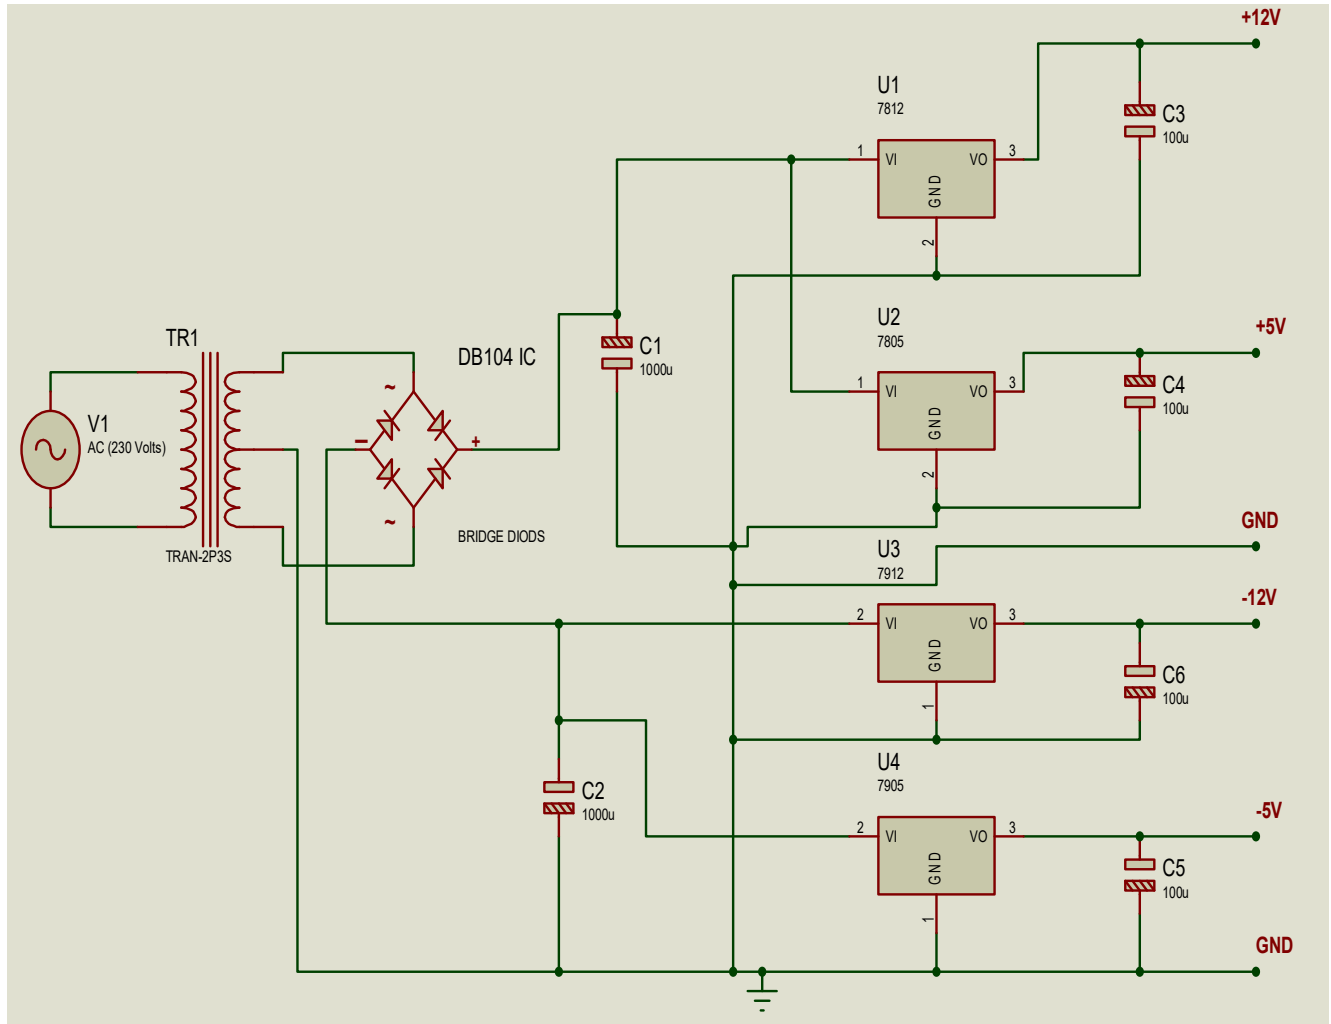 +12V
U1
7812
1
VI
VO
3
GND
2
C3
100u
U2
7805
+5V
1
VI
VO
3
GND
2
C4
100u
TR1
DB104 IC
C1
1000u
~
V1
AC (230 Volts)
−
+
~
TRAN-2P3S
BRIDGE DIODS
GND
U3
7912
-12V
2
VI
VO
3
GND
1
C6
100u
U4
7905
C2
1000u
-5V
2
VI
VO
3
GND
1
C5
100u
GND